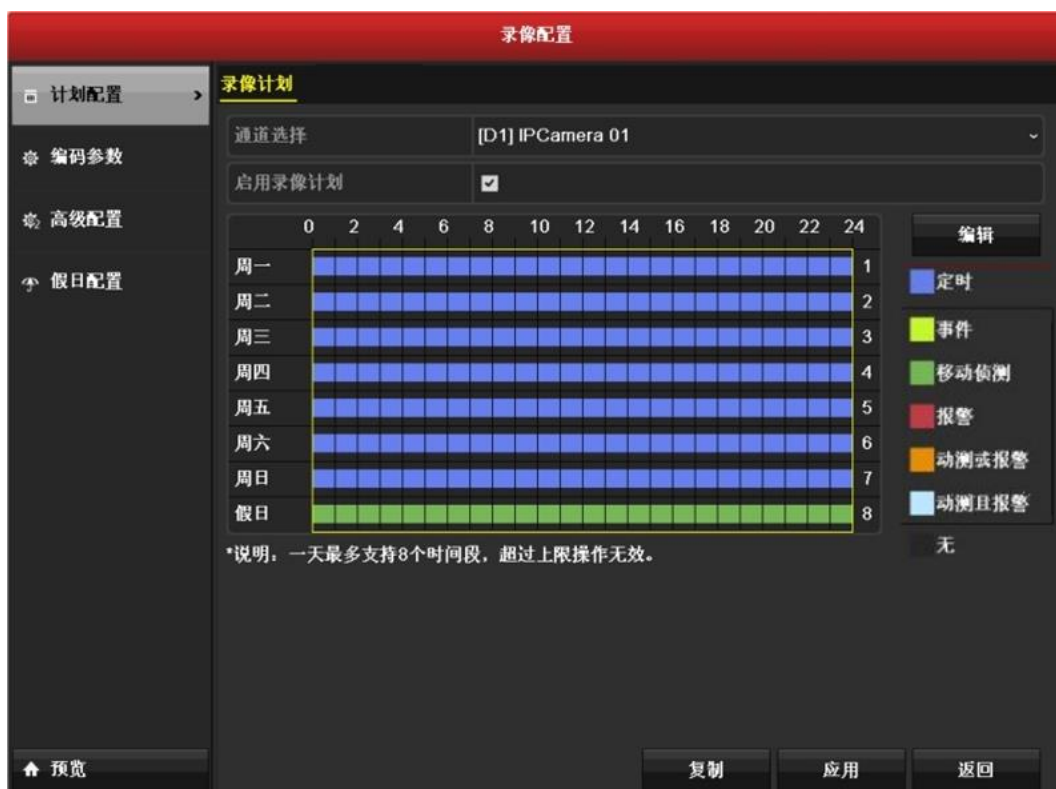 录像配置
计划配置
编码参数
高级配置
假日配置
预览
录像计划
通道选择 [D1] IPCamera 01
启用录像计划
0 2 4 6 8 10 12 14 16 18 20 22 24
周一 1
周二 2
周三 3
周四 4
周五 5
周六 6
周日 7
假日 8
*说明：一天最多支持8个时间段，超过上限操作无效。
编辑
定时
事件
移动侦测
报警
动测或报警
动测且报警
无
复制 应用 返回